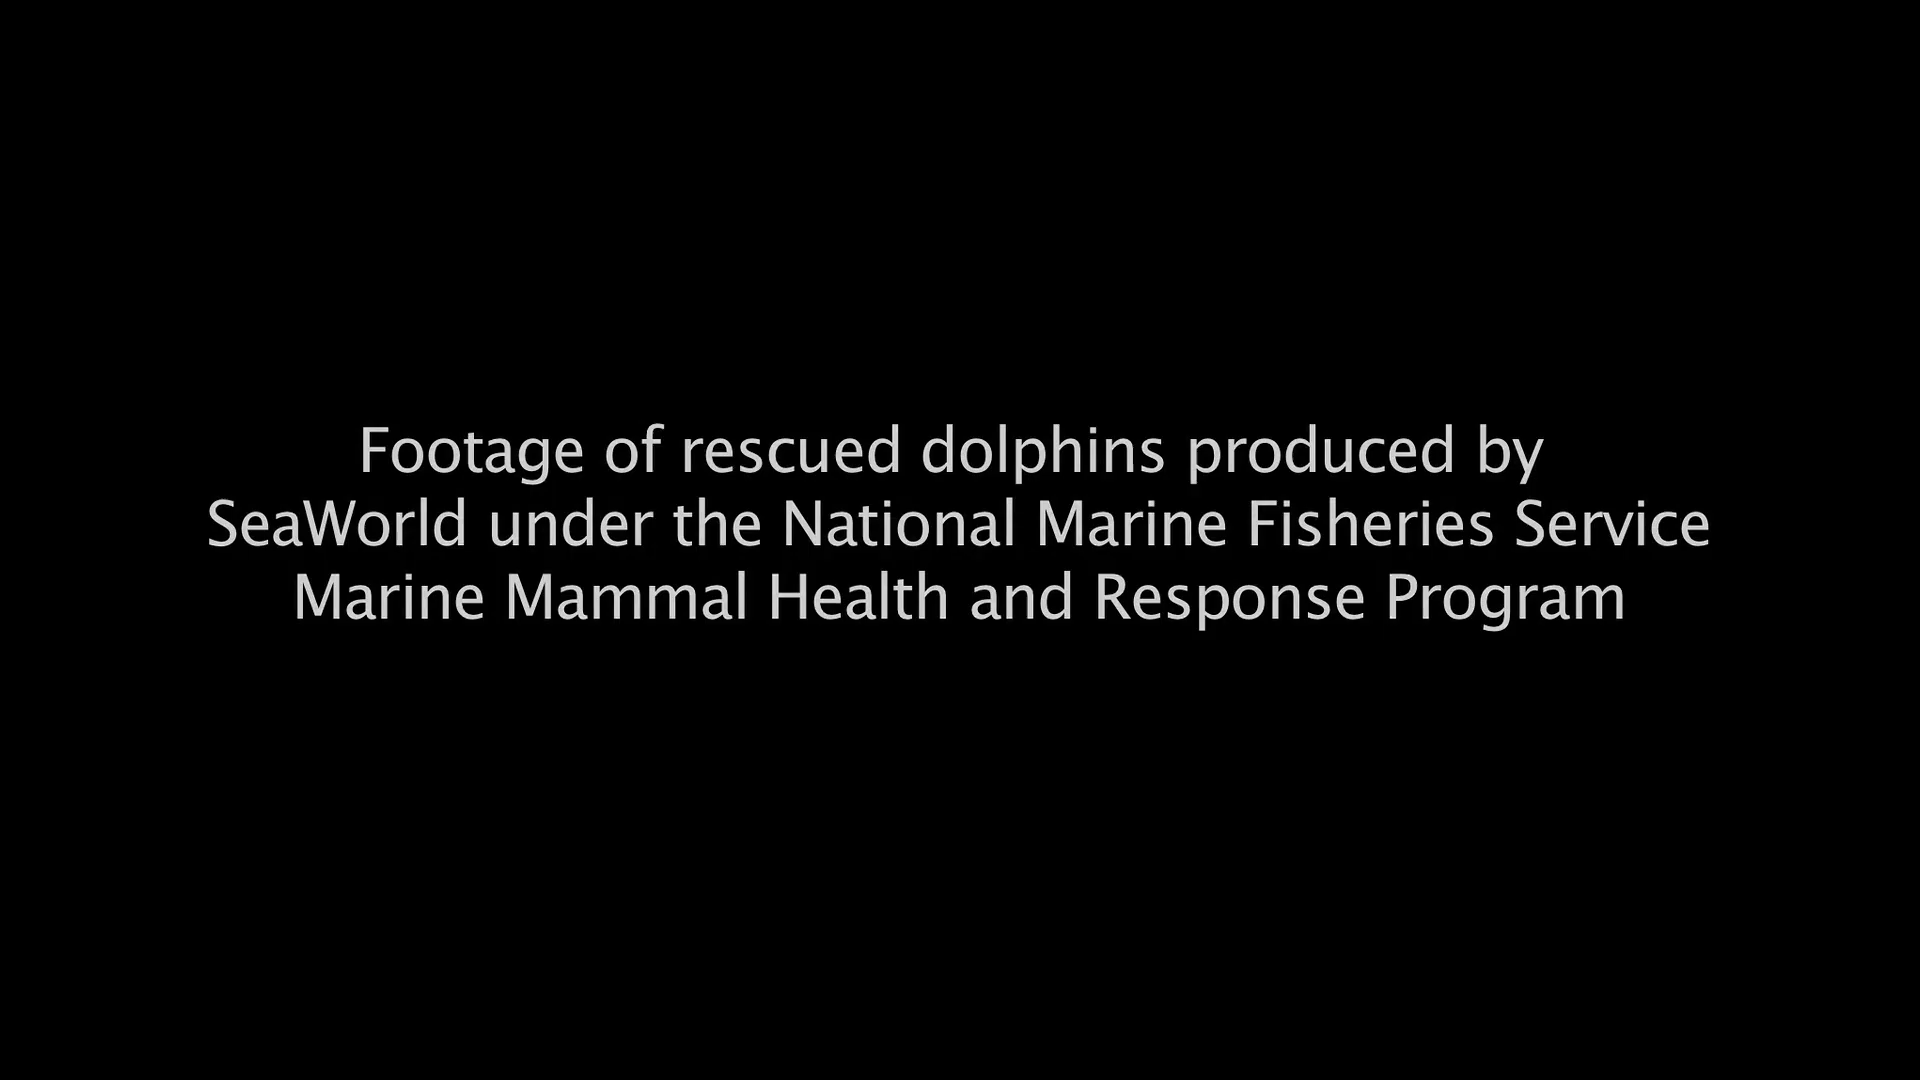 Footage of rescued dolphins produced by
SeaWorld under the National Marine Fisheries Service
Marine Mammal Health and Response Program